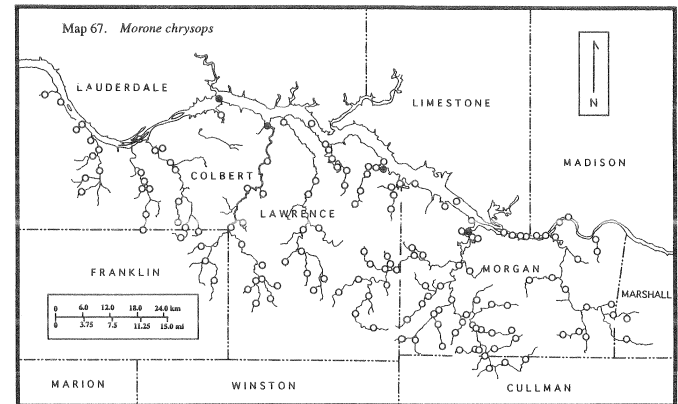 Map 67. Morone chrysops
N
LAUDERDALE
LIMESTONE
MADISON
COLBERT
LAWRENCE
FRANKLIN
MORGAN
MARSHALL
0 6.0 12.0 18.0 24.0 km
0 3.75 7.5 11.25 15.0 mi
MARION
WINSTON
CULLMAN